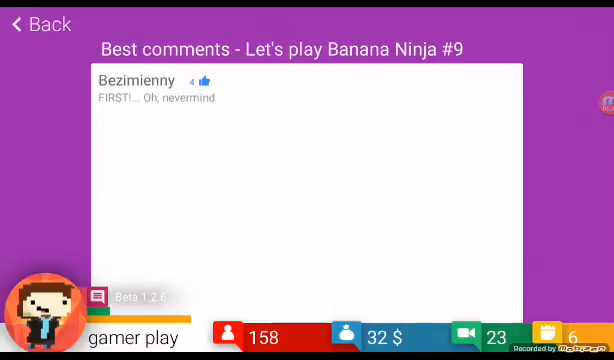 Back
Best comments - Let's play Banana Ninja #9
Bezimienny 4
FIRST!... Oh, nevermind
Beta 1.2.6
gamer play 158 32 $ 23 6
Recorded by mobizen